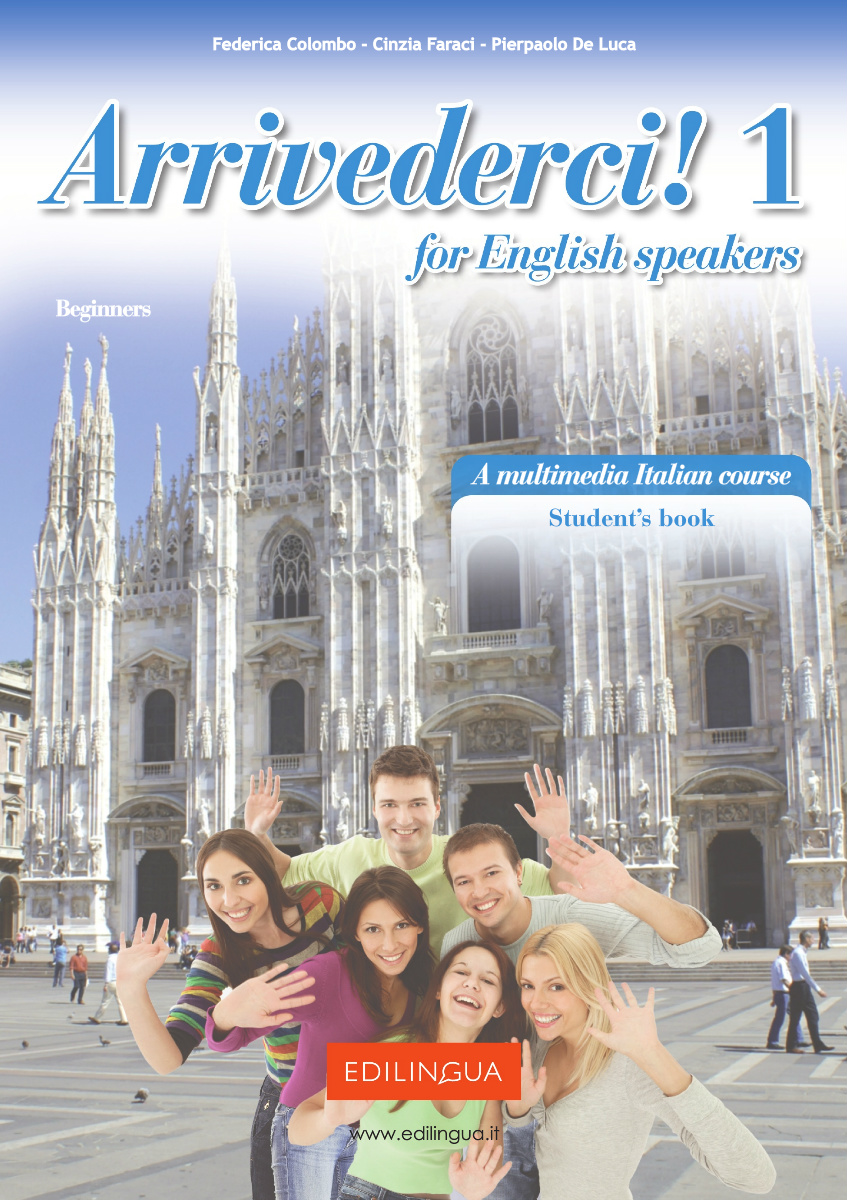 Federica Colombo - Cinzia Faraci - Pierpaolo De Luca
Arrivederci! 1
for English speakers
Beginners
A multimedia Italian course
Student's book
EDILINGUA
www.edilingua.it